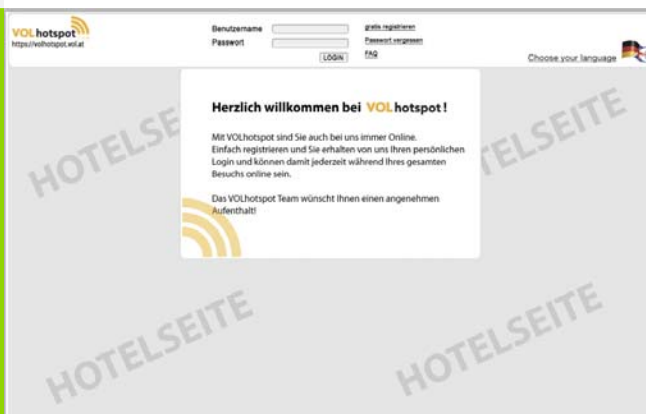 VOL hotspot
https://volhotspot.vol.at
Benutzername
Passwort
LOGIN
gratis registrieren
Passwort vergessen
FAQ
Choose your language
Herzlich willkommen bei VOL hotspot!
Mit VOLhotspot sind Sie auch bei uns immer Online.
Einfach registrieren und Sie erhalten von uns Ihren persönlichen
Login und können damit jederzeit während Ihres gesamten
Besuchs online sein.
Das VOLhotspot Team wünscht Ihnen einen angenehmen
Aufenthalt!
HOTELSE
TELSEITE
HOTELSEITE
HOTELSEITE